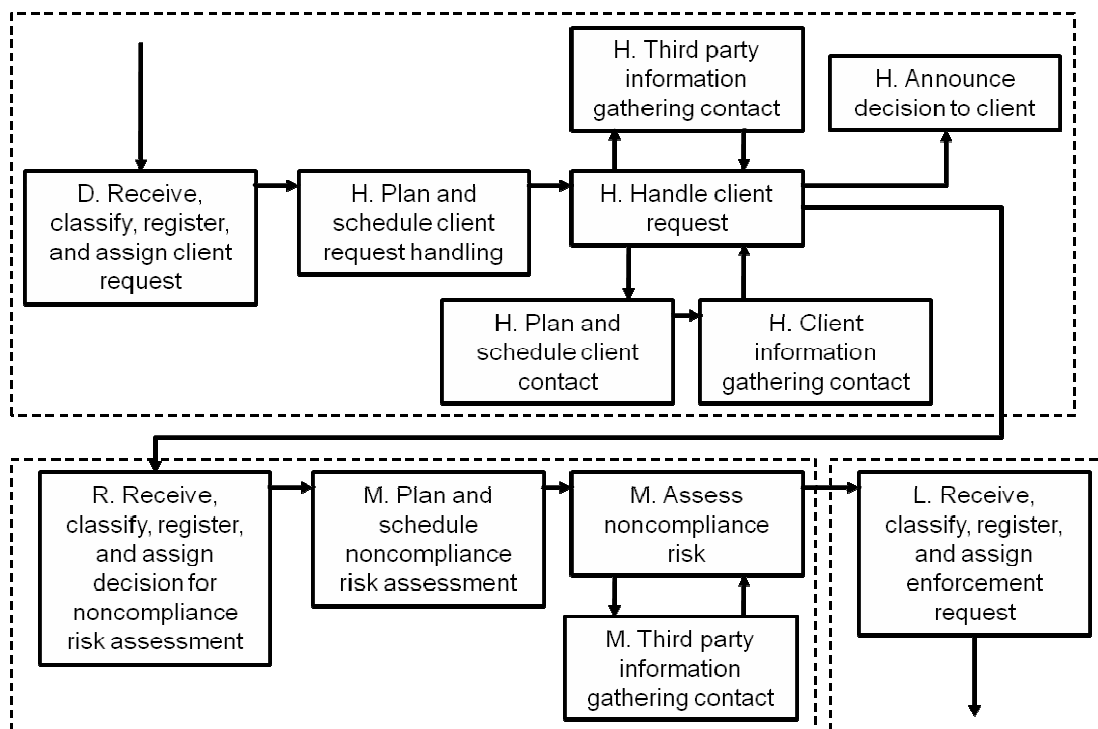 H. Third party
information
gathering contact
H. Announce
decision to client
D. Receive,
classify, register,
and assign client
request
H. Plan and
schedule client
request handling
H. Handle client
request
H. Plan and
schedule client
contact
H. Client
information
gathering contact
R. Receive,
classify, register,
and assign
decision for
noncompliance
risk assessment
M. Plan and
schedule
noncompliance
risk assessment
M. Assess
noncompliance
risk
L. Receive,
classify, register,
and assign
enforcement
request
M. Third party
information
gathering contact